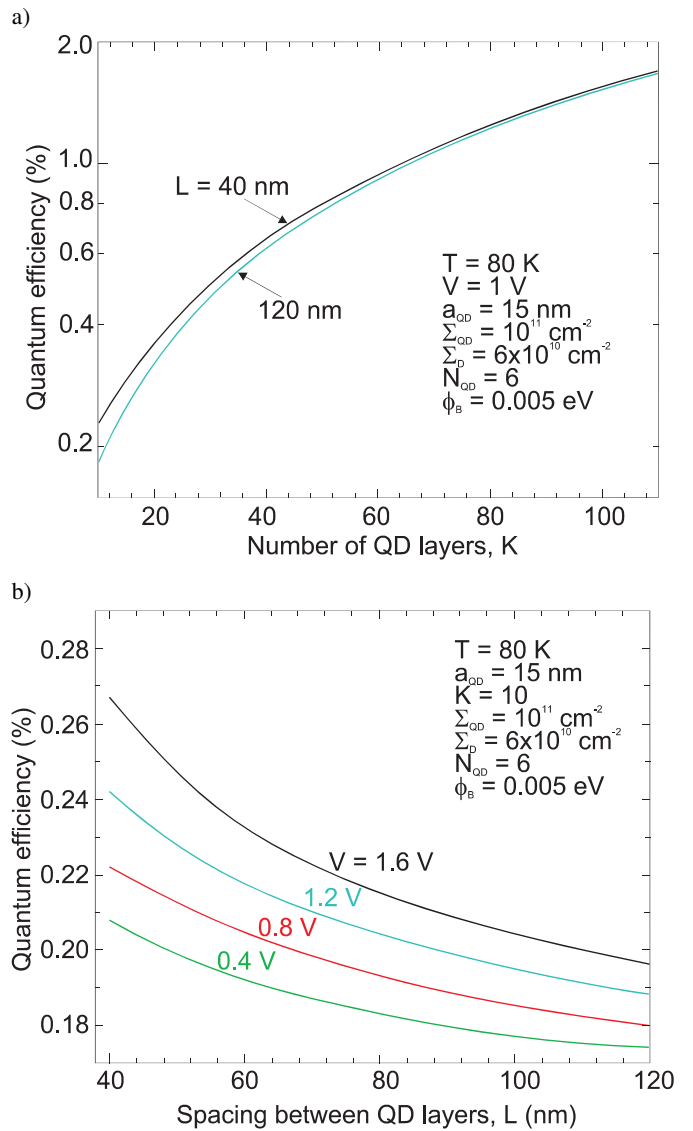 a)
2.0
1.0
0.8
0.6
0.4
0.2
Quantum efficiency (%)
L = 40 nm
120 nm
T = 80 K
V = 1 V
a_QD = 15 nm
Σ_QD = 10^11 cm^-2
Σ_D = 6x10^10 cm^-2
N_QD = 6
ϕ_B = 0.005 eV
20 40 60 80 100
Number of QD layers, K
b)
0.28
0.26
0.24
0.22
0.20
0.18
Quantum efficiency (%)
T = 80 K
a_QD = 15 nm
K = 10
Σ_QD = 10^11 cm^-2
Σ_D = 6x10^10 cm^-2
N_QD = 6
ϕ_B = 0.005 eV
V = 1.6 V
1.2 V
0.8 V
0.4 V
40 60 80 100 120
Spacing between QD layers, L (nm)